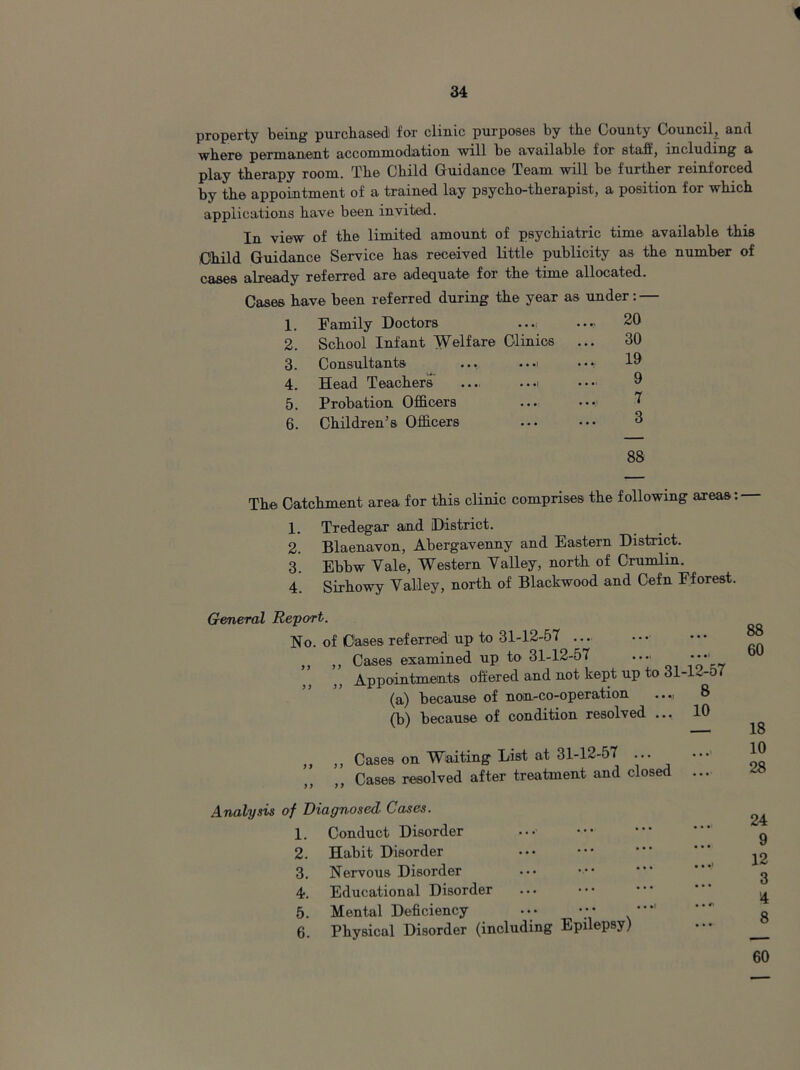 34
property being purchased for clinic purposes by the County Council, and
where permanent accommodation will be available for staff, including a
play therapy room. The Child Guidance Team will be further reinforced
by the appointment of a trained lay psycho-therapist, a position for which
applications have been invited.
In view of the limited amount of psychiatric time available this
Child Guidance Service has received little publicity as the number of
cases already referred are adequate for the time allocated.
Cases have been referred during the year as under:—
1. Family Doctors ... ... 20
2. School Infant Welfare Clinics ... 30
3. Consultants ... ... ... 19
4. Head Teachers ... ... ... 9
5. Probation Officers ... ... 7
6. Children's Officers ... ... 3
88
The Catchment area for this clinic comprises the following areas:—
1. Tredegar and District.
2. Blaenavon, Abergavenny and Eastern District.
3. Ebbw Vale, Western Valley, north of Crumlin.
4. Sirhowy Valley, north of Blackwood and Cefn Fforest.
General Report.
No. of Cases referred up to 31-12-57 ... ... ... 88
,, ,, Cases examined up to 31-12-57 ... ... 60
,, ,, Appointments offered and not kept up to 31-12-57
(a) because of non-co-operation ... 8
(b) because of condition resolved ... 10
18
,, ,, Cases on Waiting List at 31-12-57 ... ... 10
,, ,, Cases resolved after treatment and closed ... 28
Analysis of Diagnosed Cases.
1. Conduct Disorder ... ... ... ... 24
2. Habit Disorder ... ... ... ... 9
3. Nervous Disorder ... ... ... ... 12
4. Educational Disorder ... ... ... ... 3
5. Mental Deficiency ... ... ... ... 4
6. Physical Disorder (including Epilepsy) ... 8
60